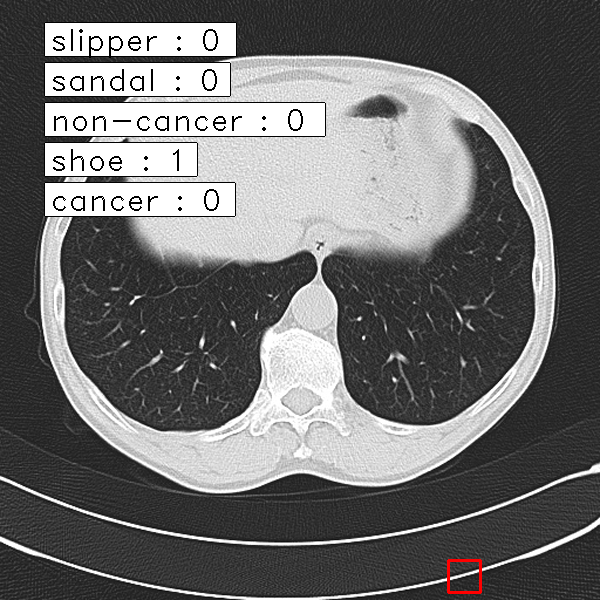 slipper : 0
sandal : 0
non-cancer : 0
shoe : 1
cancer : 0